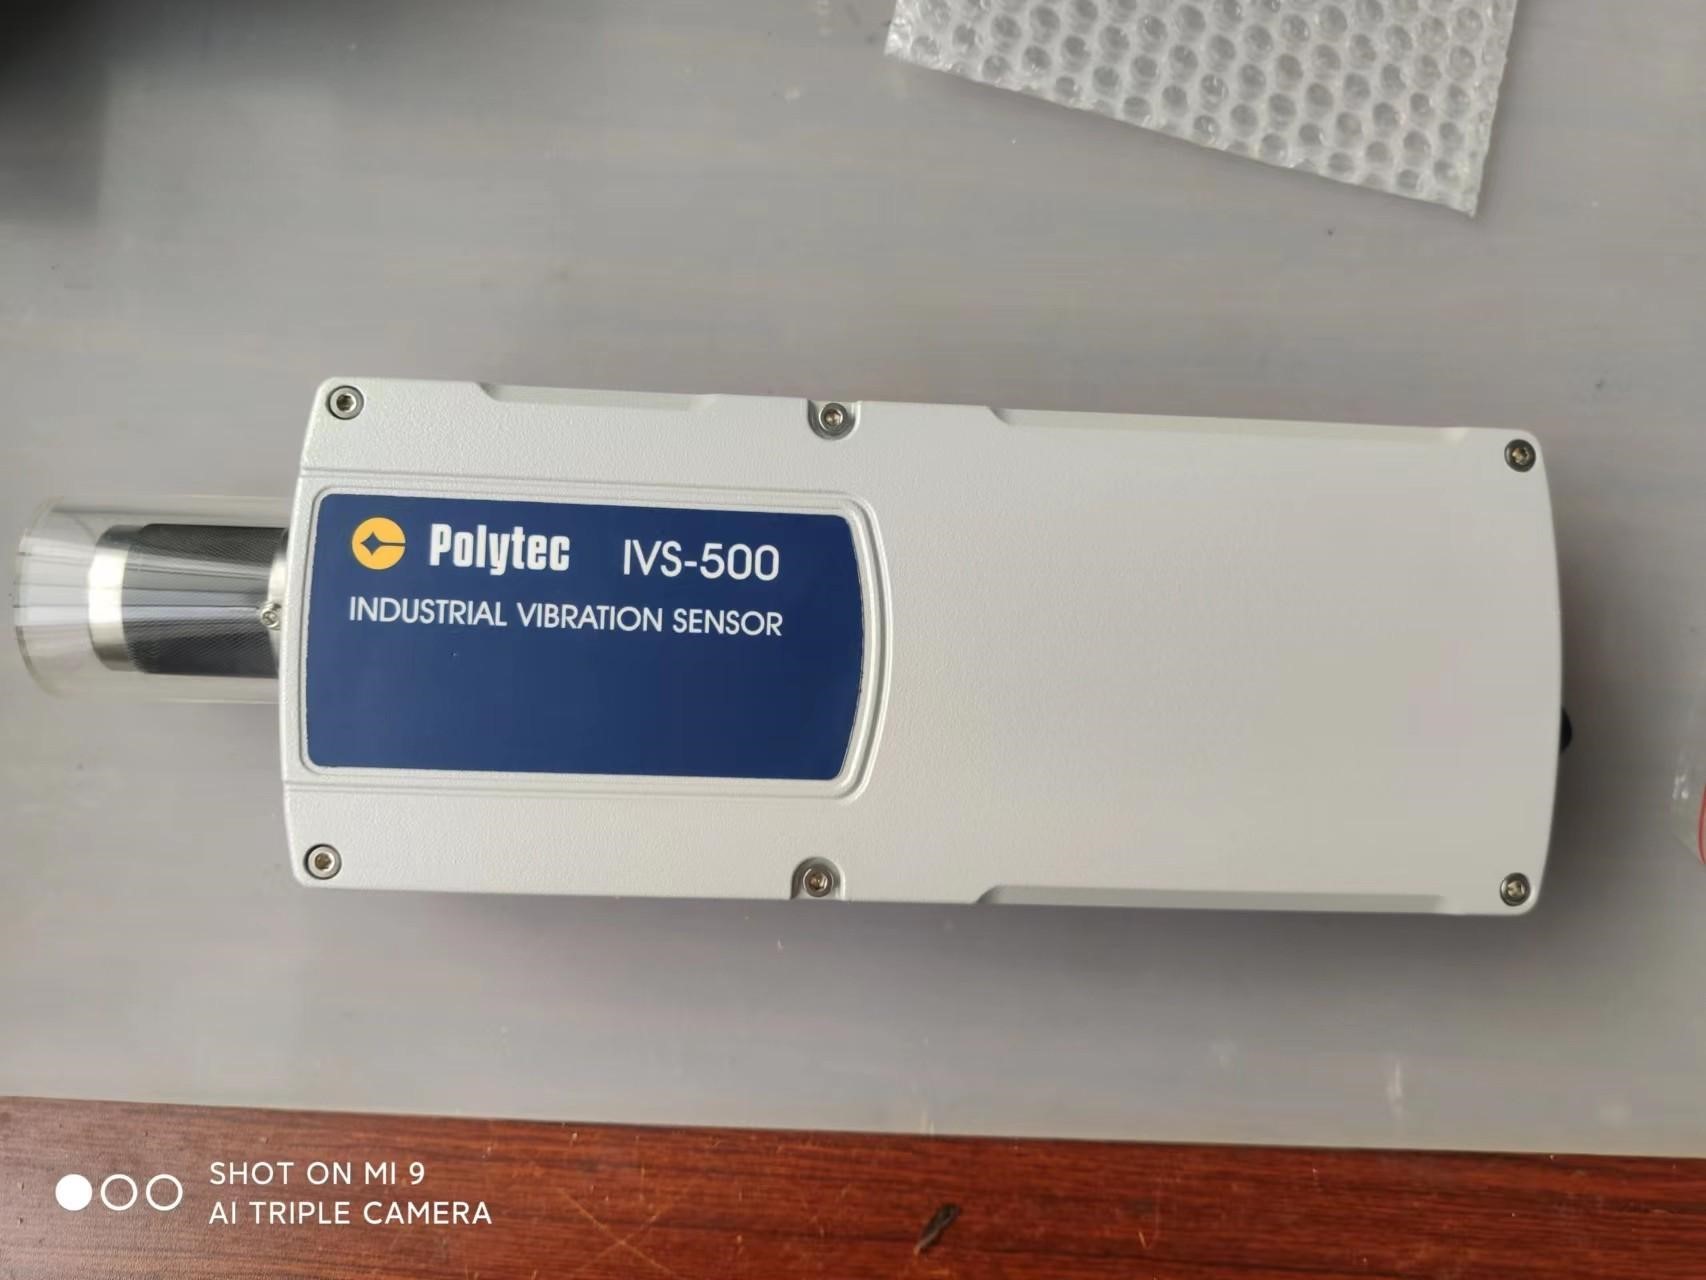 Polytec IVS-500
INDUSTRIAL VIBRATION SENSOR
SHOT ON MI 9
AI TRIPLE CAMERA